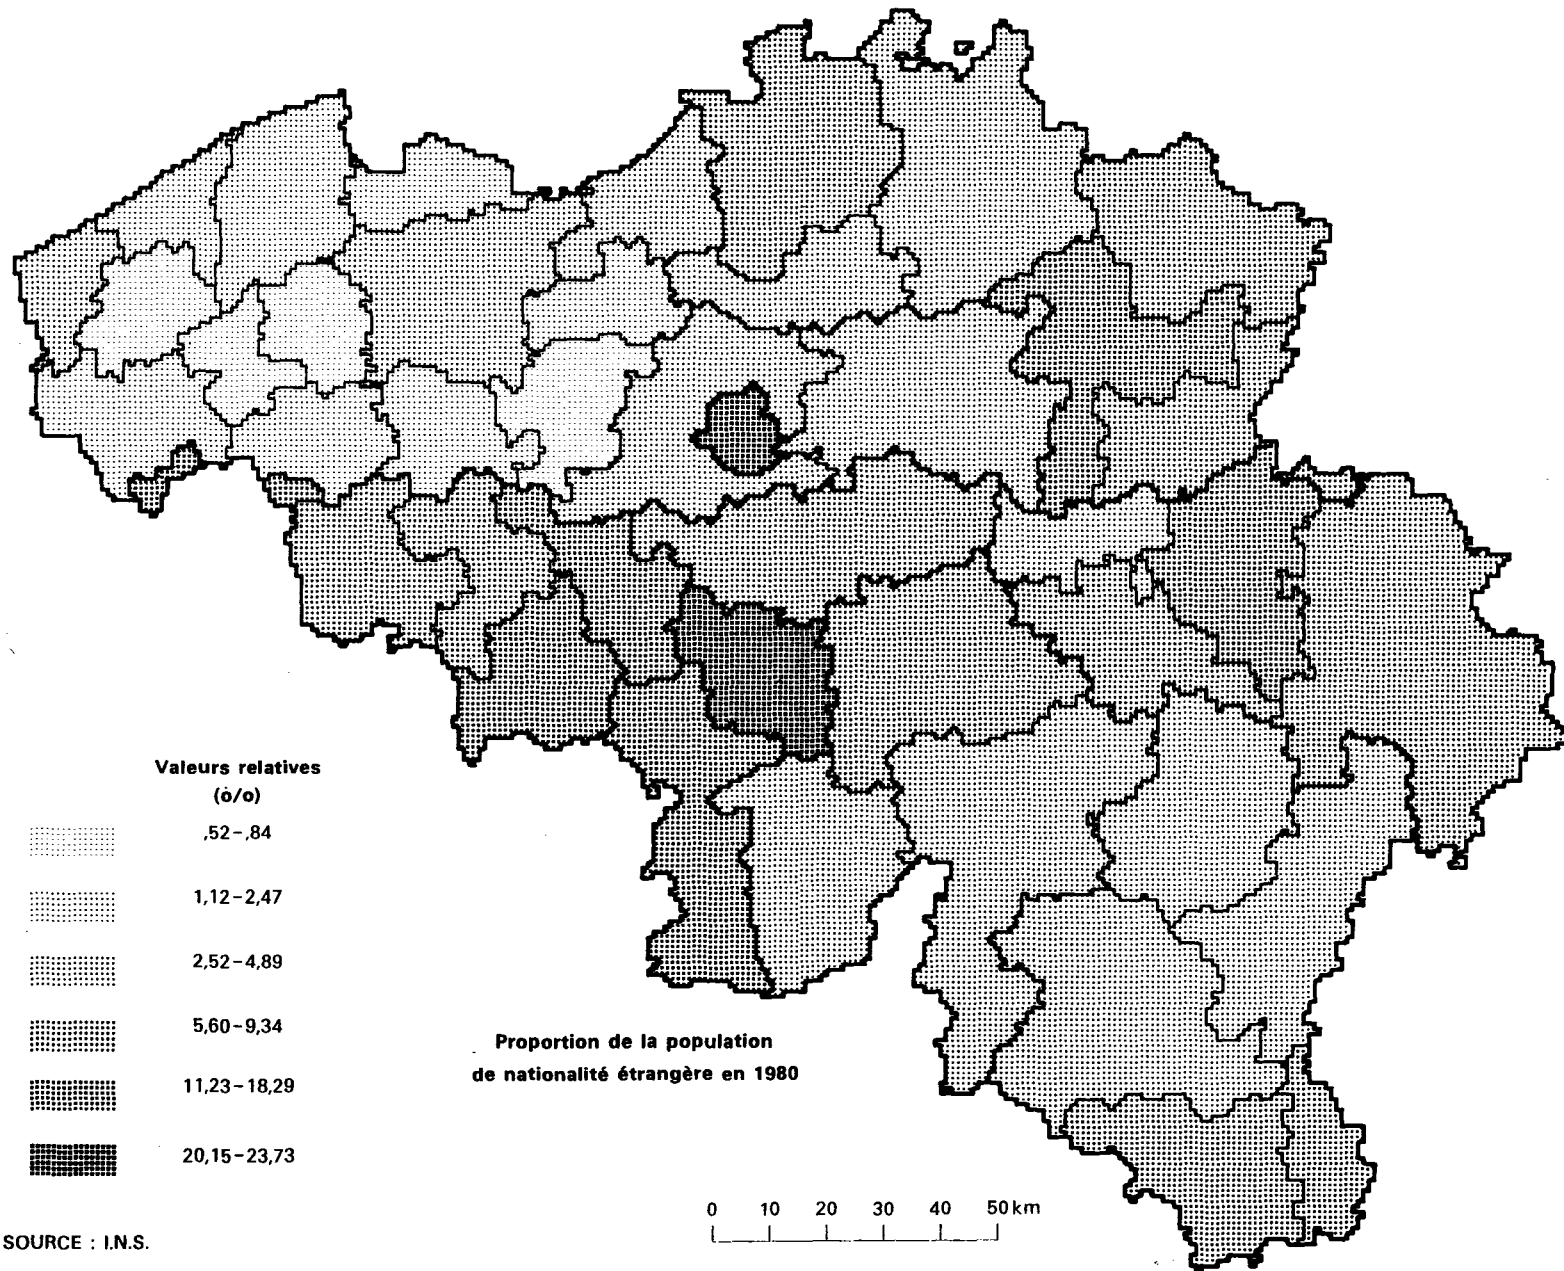 Valeurs relatives
(o/o)
,52-,84
1,12-2,47
2,52-4,89
5,60-9,34
11,23-18,29
20,15-23,73
Proportion de la population
de nationalité étrangère en 1980
0 10 20 30 40 50 km
SOURCE : I.N.S.